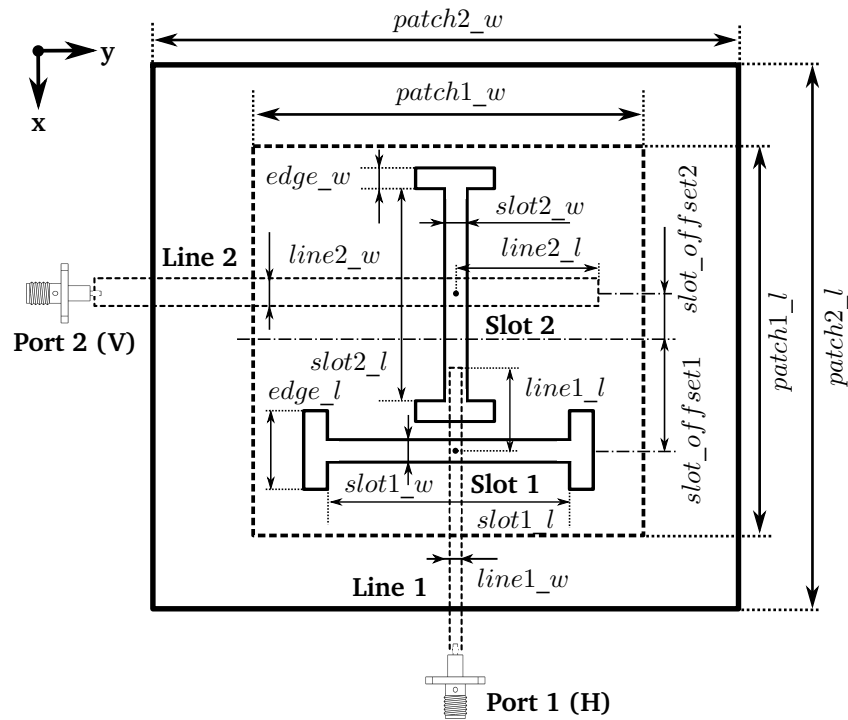 patch2_w
y
x
patch1_w
edge_w
slot2_w
Line 2
line2_w
line2_l
slot_offset2
Port 2 (V)
Slot 2
slot2_l
edge_l
line1_l
slot_offset1
patch1_l
patch2_l
slot1_w
Slot 1
slot1_l
Line 1
line1_w
Port 1 (H)